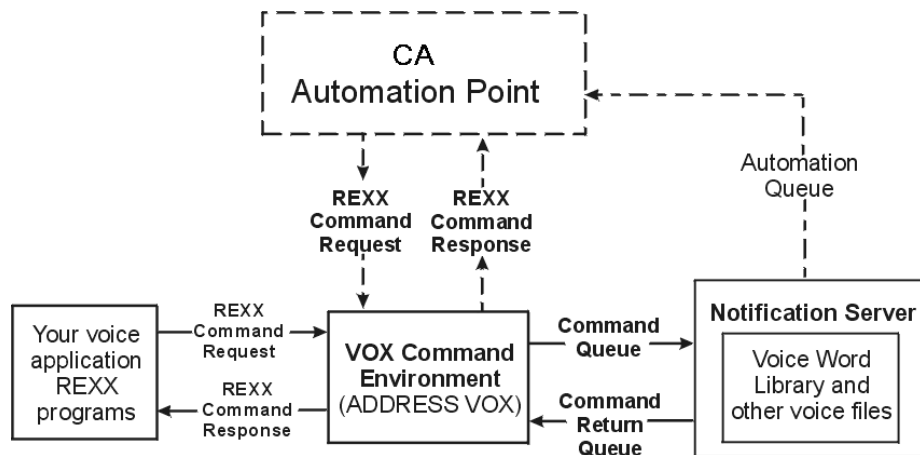 CA
Automation Point
REXX
Command
Request
REXX
Command
Response
Automation
Queue
Your voice
application
REXX
programs
REXX
Command
Request
REXX
Command
Response
VOX Command
Environment
(ADDRESS VOX)
Command
Queue
Command
Return
Queue
Notification Server
Voice Word
Library and
other voice files